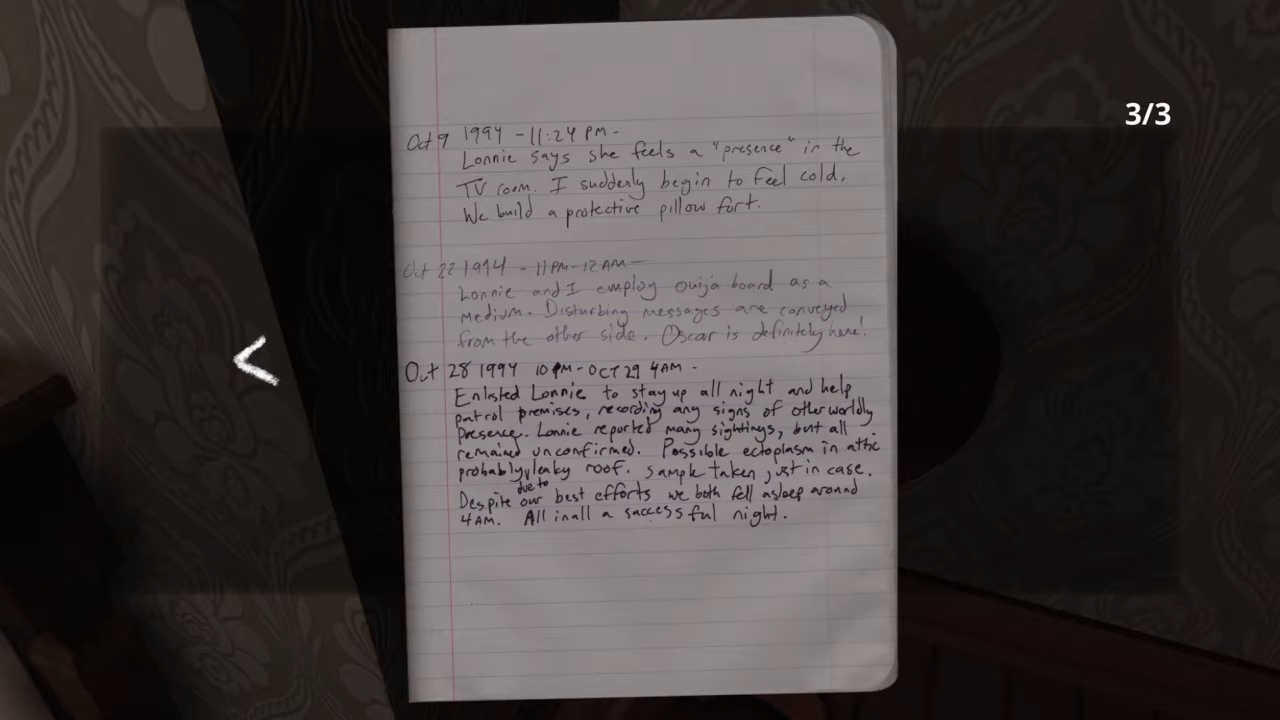 3/3
Oct 9 1994 - 11:24 PM -
Lonnie says she feels a "presence" in the
TV room. I suddenly begin to feel cold.
We build a protective pillow fort.
Oct 22 1994 - 11PM-12AM-
Lonnie and I employ ouija board as a
medium. Disturbing messages are conveyed
from the other side. Oscar is definitely here!
Oct 28 1994 10PM-OCT 29 4AM -
Enlisted Lonnie to stay up all night and help
patrol premises, recording any signs of otherworldly
presence. Lonnie reported many sightings, but all
remained unconfirmed. Possible ectoplasm in attic
probably leaky roof. Sample taken just in case.
due to
Despite our best efforts we both fell asleep around
4AM. All in all a successful night.